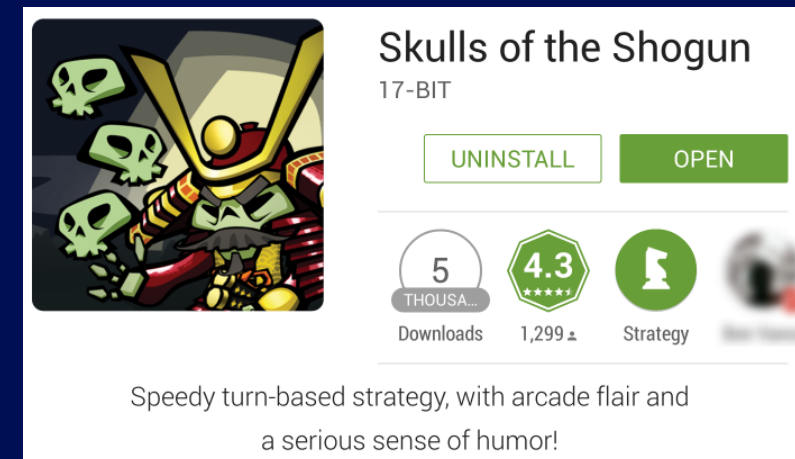 Skulls of the Shogun
17-BIT
UNINSTALL
OPEN
5
THOUSA...
4.3
Downloads
1,299
Strategy
Speedy turn-based strategy, with arcade flair and
a serious sense of humor!